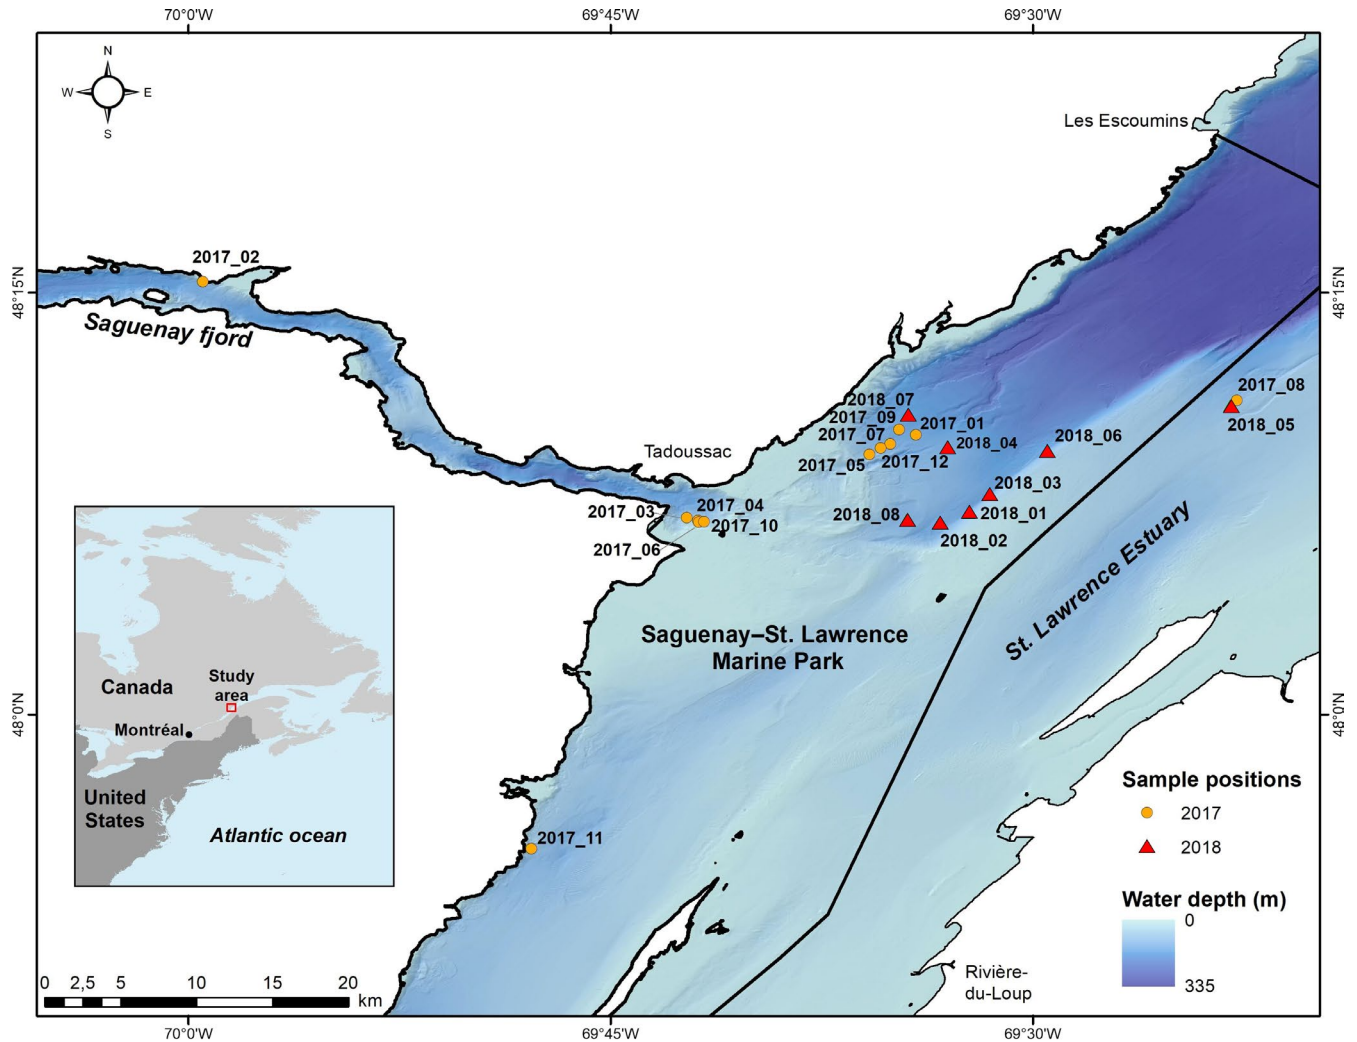 70°0'W
69°45'W
69°30'W
N
W
E
S
Les Escoumins
48°15'N
48°15'N
2017_02
Saguenay fjord
2017_08
2018_05
2018_07
2017_09
2017_01
2017_07
2018_04
2018_06
2017_05
2017_12
Tadoussac
2018_03
2017_03
2017_04
2018_01
2018_08
2017_10
2018_02
2017_06
St. Lawrence Estuary
Saguenay–St. Lawrence
Marine Park
Canada
Study
area
Montréal
United
States
Atlantic ocean
48°0'N
48°0'N
2017_11
Sample positions
2017
2018
Water depth (m)
0
335
Rivière-
du-Loup
0 2,5 5 10 15 20
km
70°0'W
69°45'W
69°30'W